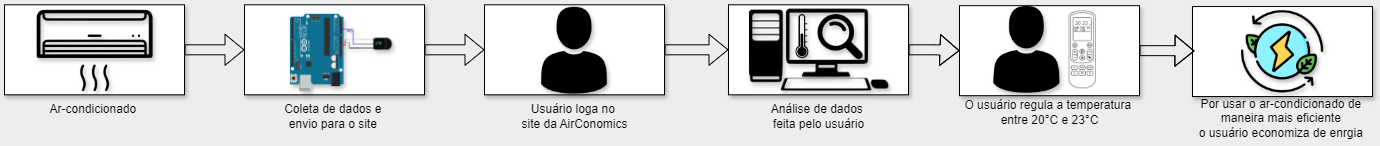 Ar-condicionado
Coleta de dados e
envio para o site
Usuário loga no
site da AirConomics
Análise de dados
feita pelo usuário
O usuário regula a temperatura
entre 20°C e 23°C
Por usar o ar-condicionado de
maneira mais eficiente
o usuário economiza de enrgia